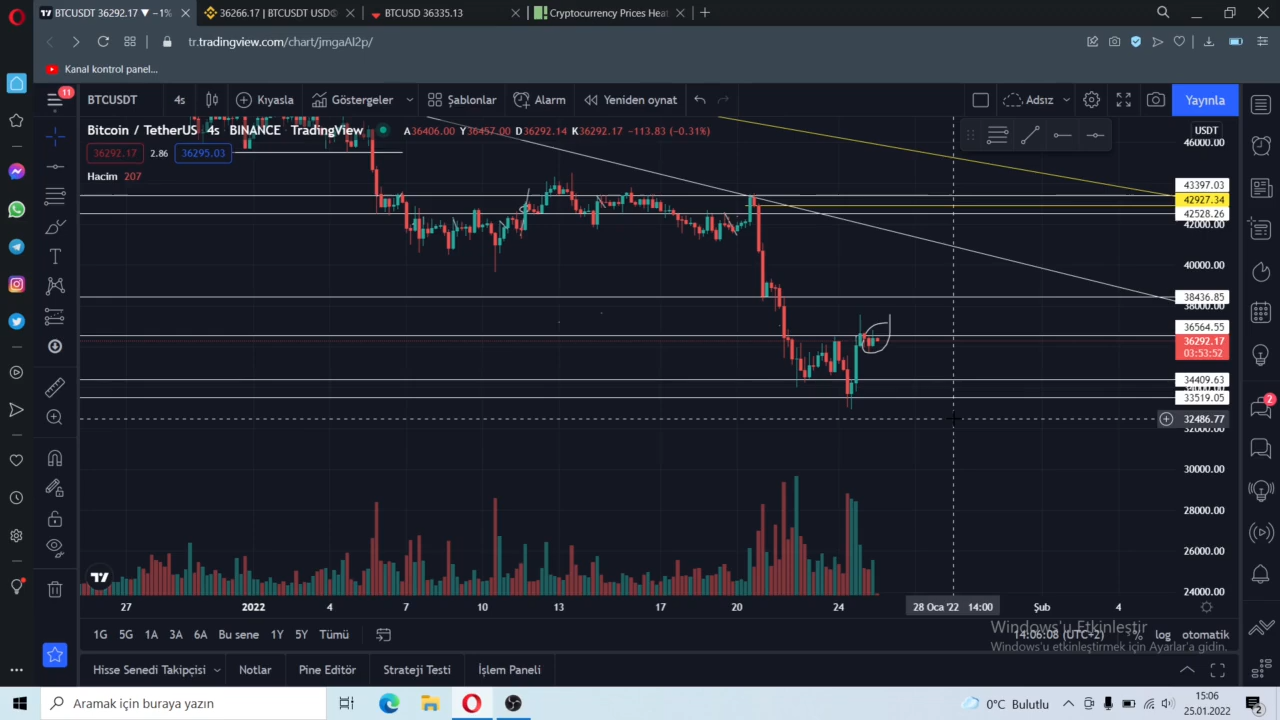 BTCUSDT 36292.17 ▼ −1%
36266.17 | BTCUSDT USD
BTCUSD 36335.13
Cryptocurrency Prices Hea
tr.tradingview.com/chart/jmgaAI2p/
Kanal kontrol panel...
11
BTCUSDT
4s
Kıyasla
Göstergeler
Şablonlar
Alarm
Yeniden oynat
Adsız
Yayınla
Bitcoin / TetherUS 4s BINANCE TradingView
A36406.00
D36292.14 K36292.17 −113.83 (−0.31%)
36292.17
2.86
36295.03
Hacim 207
USDT
46000.00
43397.03
42927.34
42528.26
42000.00
40000.00
38436.85
38000.00
36564.55
36292.17
03:53:52
34409.63
33519.05
32486.77
32000.00
30000.00
28000.00
26000.00
24000.00
2
27
2022
4
7
10
13
17
20
24
28 Oca '22 14:00
Şub
4
1G
5G
1A
3A
6A
Bu sene
1Y
5Y
Tümü
14:06:08 (UTC+2)
%
log
otomatik
Windows'u Etkinleştir
Windows'u etkinleştirmek için Ayarlar'a gidin.
Hisse Senedi Takipçisi
Notlar
Pine Editör
Strateji Testi
İşlem Paneli
Aramak için buraya yazın
0°C Bulutlu
15:06
25.01.2022
2